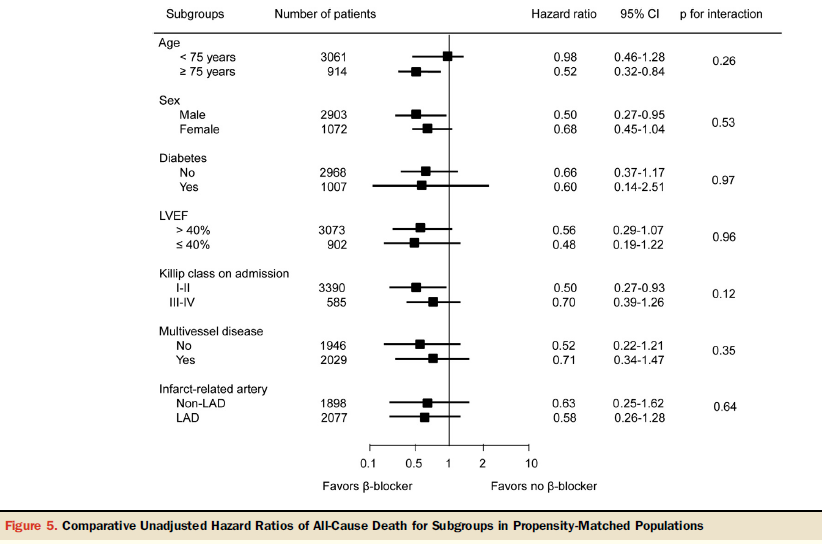 Subgroups Number of patients Hazard ratio 95% CI p for interaction
Age
< 75 years 3061 0.98 0.46-1.28
0.26
≥ 75 years 914 0.52 0.32-0.84
Sex
Male 2903 0.50 0.27-0.95
0.53
Female 1072 0.68 0.45-1.04
Diabetes
No 2968 0.66 0.37-1.17
0.97
Yes 1007 0.60 0.14-2.51
LVEF
> 40% 3073 0.56 0.29-1.07
0.96
≤ 40% 902 0.48 0.19-1.22
Killip class on admission
I-II 3390 0.50 0.27-0.93
0.12
III-IV 585 0.70 0.39-1.26
Multivessel disease
No 1946 0.52 0.22-1.21
0.35
Yes 2029 0.71 0.34-1.47
Infarct-related artery
Non-LAD 1898 0.63 0.25-1.62
0.64
LAD 2077 0.58 0.26-1.28
0.1 0.5 1 2 10
Favors β-blocker Favors no β-blocker
Figure 5. Comparative Unadjusted Hazard Ratios of All-Cause Death for Subgroups in Propensity-Matched Populations